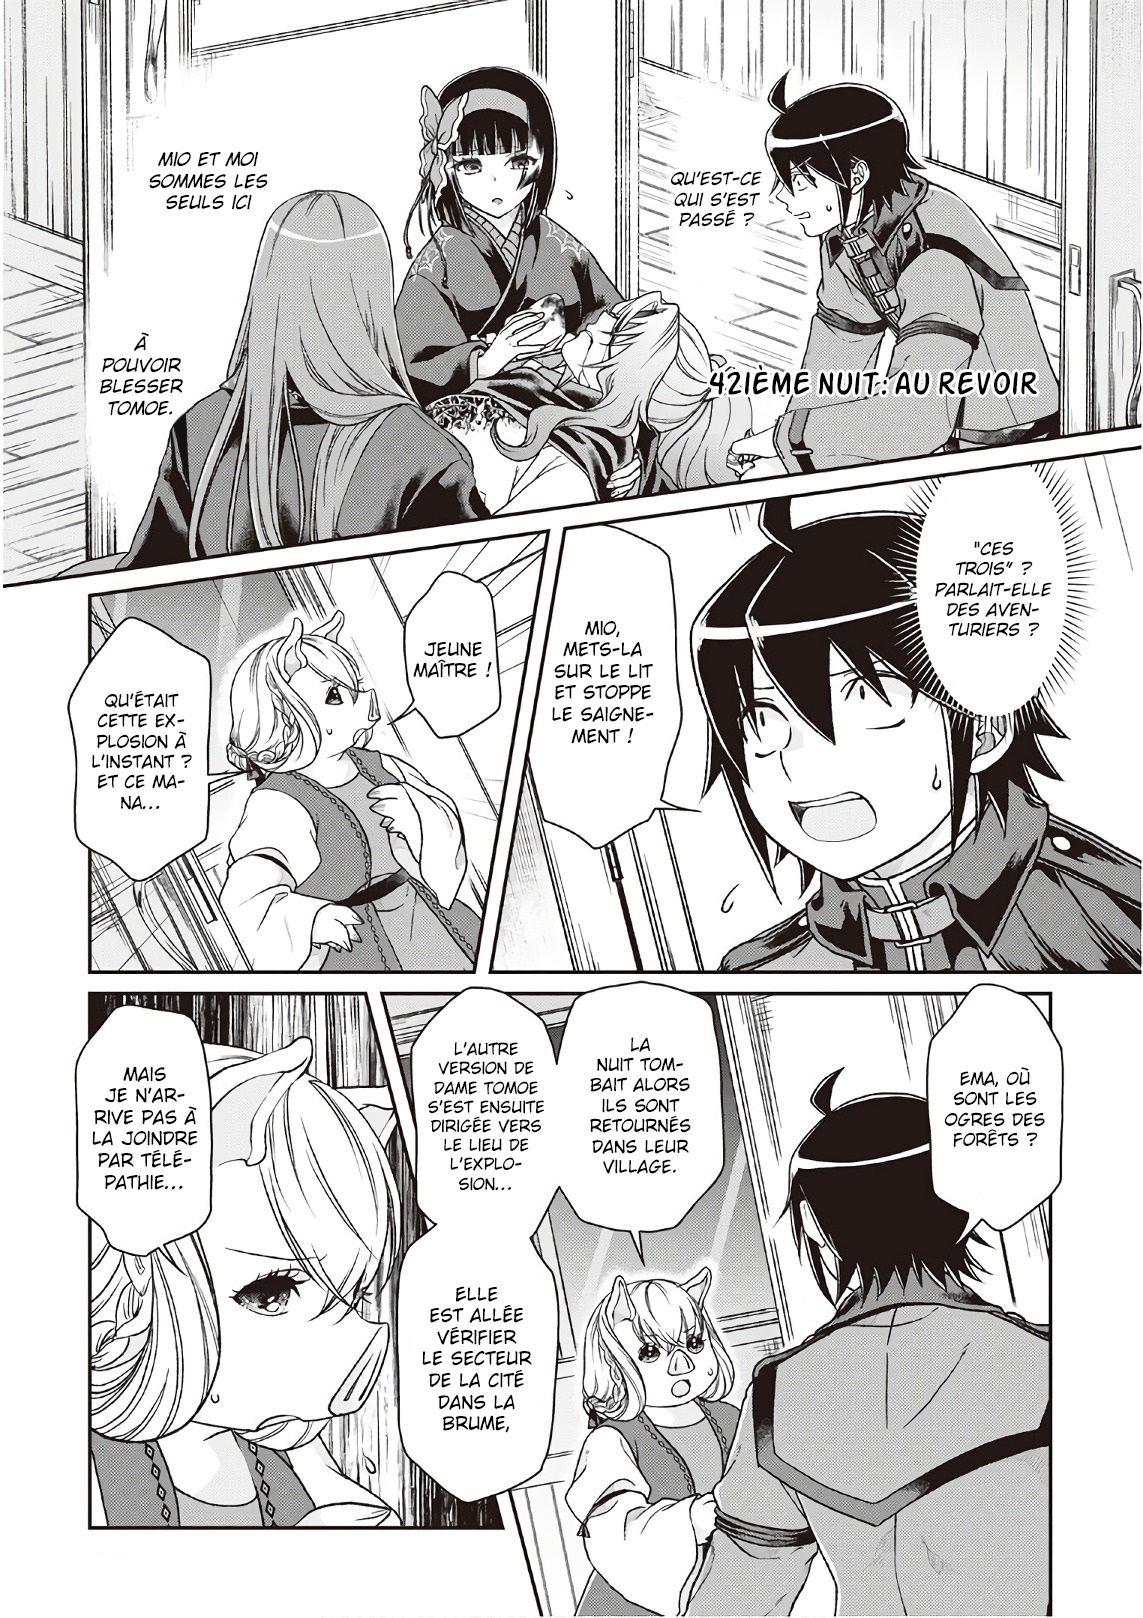 QU'EST-CE
QUI S'EST
PASSÉ ?
MIO ET MOI
SOMMES LES
SEULS ICI
À
POUVOIR
BLESSER
TOMOE.
421ÈME NUIT : AU REVOIR
"CES
TROIS" ?
PARLAIT-ELLE
DES AVEN-
TURIERS ?
MIO,
METS-LA
SUR LE LIT
ET STOPPE
LE SAIGNE-
MENT !
JEUNE
MAÎTRE !
QU'ÉTAIT
CETTE EX-
PLOSION À
L'INSTANT ?
ET CE MA-
NA...
EMA, OÙ
SONT LES
OGRES DES
FORÊTS ?
LA
NUIT TOM-
BAIT ALORS
ILS SONT
RETOURNÉS
DANS LEUR
VILLAGE.
L'AUTRE
VERSION DE
DAME TOMOE
S'EST ENSUITE
DIRIGÉE VERS
LE LIEU DE
L'EXPLO-
SION...
ELLE
EST ALLÉE
VÉRIFIER
LE SECTEUR
DE LA CITÉ
DANS LA
BRUME,
MAIS
JE N'AR-
RIVE PAS À
LA JOINDRE
PAR TÉLÉ-
PATHIE...